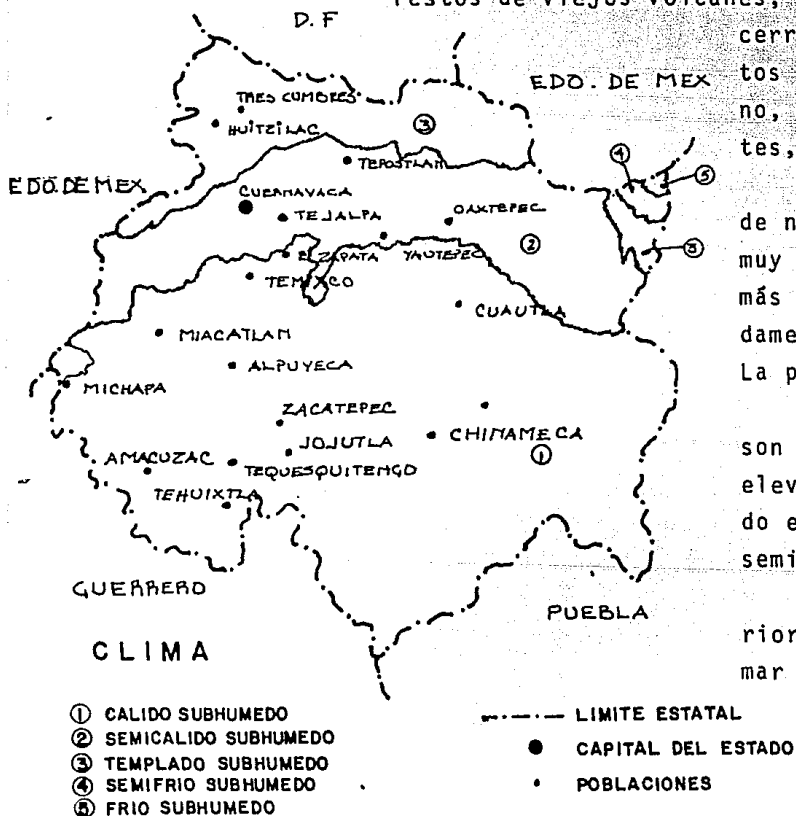 restos de viejos volcanes,
D.F
cerr
EDO. DE MEX
tos
TRES CUMBRES
no,
HUITZILAC
③
tes,
TEPOSTLAN
④
⑤
EDO. DE MEX
CUERNAVACA
TEJALPA
OAXTEPEC
②
de n
E. ZAPATA
YAUTEPEC
muy
③
TEMIXCO
más
CUAUTLA
MIACATLAN
dame
ALPUYECA
La p
MICHAPA
ZACATEPEC
CHINAMECA
son
JOJUTLA
①
AMACUZAC
TEQUESQUITENGO
elev
TEHUIXTLA
do e
semi
GUERRERO
PUEBLA
CLIMA
rior
mar
① CALIDO SUBHUMEDO
② SEMICALIDO SUBHUMEDO
③ TEMPLADO SUBHUMEDO
④ SEMIFRIO SUBHUMEDO
⑤ FRIO SUBHUMEDO
LIMITE ESTATAL
CAPITAL DEL ESTADO
POBLACIONES